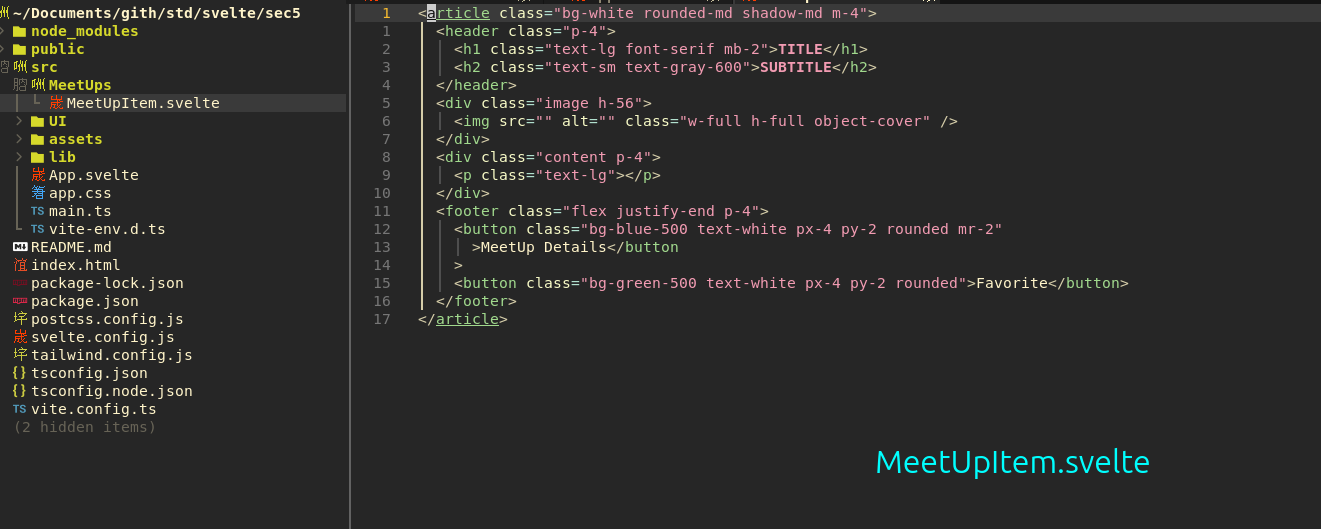 ~/Documents/gith/std/svelte/sec5
node_modules
public
src
MeetUps
MeetUpItem.svelte
UI
assets
lib
App.svelte
app.css
TS main.ts
TS vite-env.d.ts
README.md
index.html
package-lock.json
package.json
postcss.config.js
svelte.config.js
tailwind.config.js
{} tsconfig.json
{} tsconfig.node.json
TS vite.config.ts
(2 hidden items)
1 <article class="bg-white rounded-md shadow-md m-4">
1 <header class="p-4">
2 <h1 class="text-lg font-serif mb-2">TITLE</h1>
3 <h2 class="text-sm text-gray-600">SUBTITLE</h2>
4 </header>
5 <div class="image h-56">
6 <img src="" alt="" class="w-full h-full object-cover" />
7 </div>
8 <div class="content p-4">
9 <p class="text-lg"></p>
10 </div>
11 <footer class="flex justify-end p-4">
12 <button class="bg-blue-500 text-white px-4 py-2 rounded mr-2"
13 >MeetUp Details</button
14 >
15 <button class="bg-green-500 text-white px-4 py-2 rounded">Favorite</button>
16 </footer>
17 </article>
MeetUpItem.svelte